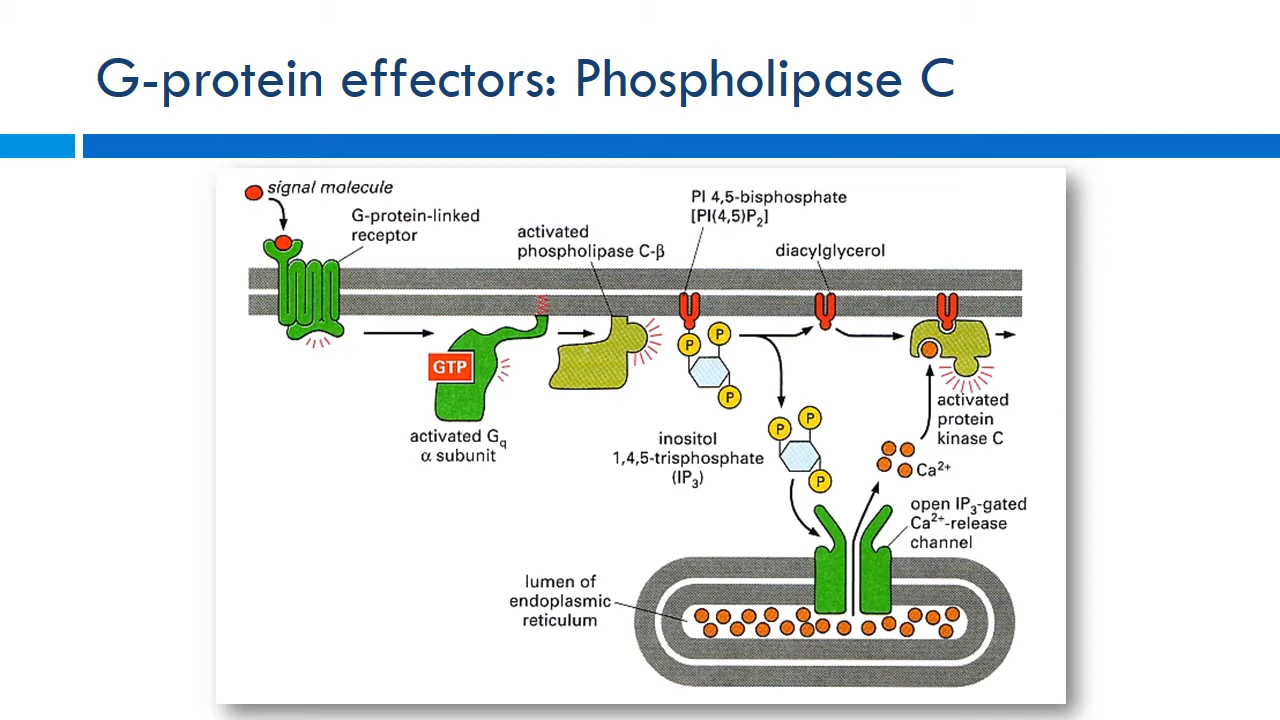 G-protein effectors: Phospholipase C
signal molecule
G-protein-linked
receptor
activated
phospholipase C-β
PI 4,5-bisphosphate
[PI(4,5)P₂]
diacylglycerol
GTP
P
P
P
activated Gq
α subunit
inositol
1,4,5-trisphosphate
(IP₃)
P
P
P
activated
protein
kinase C
Ca²⁺
open IP₃-gated
Ca²⁺-release
channel
lumen of
endoplasmic
reticulum